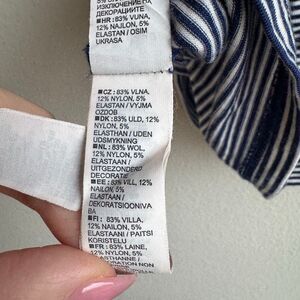 ИЗКЛЮЧЕНИЕ НА
ДЕКОРАЦИИТЕ
■HR: 83% VUNA,
12% NAJLON, 5%
ELASTAN / OSIM
UKRASA
■CZ: 83% VLNA,
12% NYLON, 5%
ELASTAN / VYJMA
OZDOB
■DK: 83% ULD, 12%
NYLON, 5%
ELASTHAN / UDEN
UDSMYKNING
■NL: 83% WOL,
12% NYLON, 5%
ELASTAAN /
UITGEZONDERD
DECORATIE
■EE: 83% VILL, 12%
NAILON, 5%
ELASTAAN /
DEKORATSIOONIVA
BA
■FI: 83% VILLA,
12% NAILON, 5%
ELASTAANI / PAITSI
KORISTELU
■FR: 83% LAINE,
12% NYLON, 5%